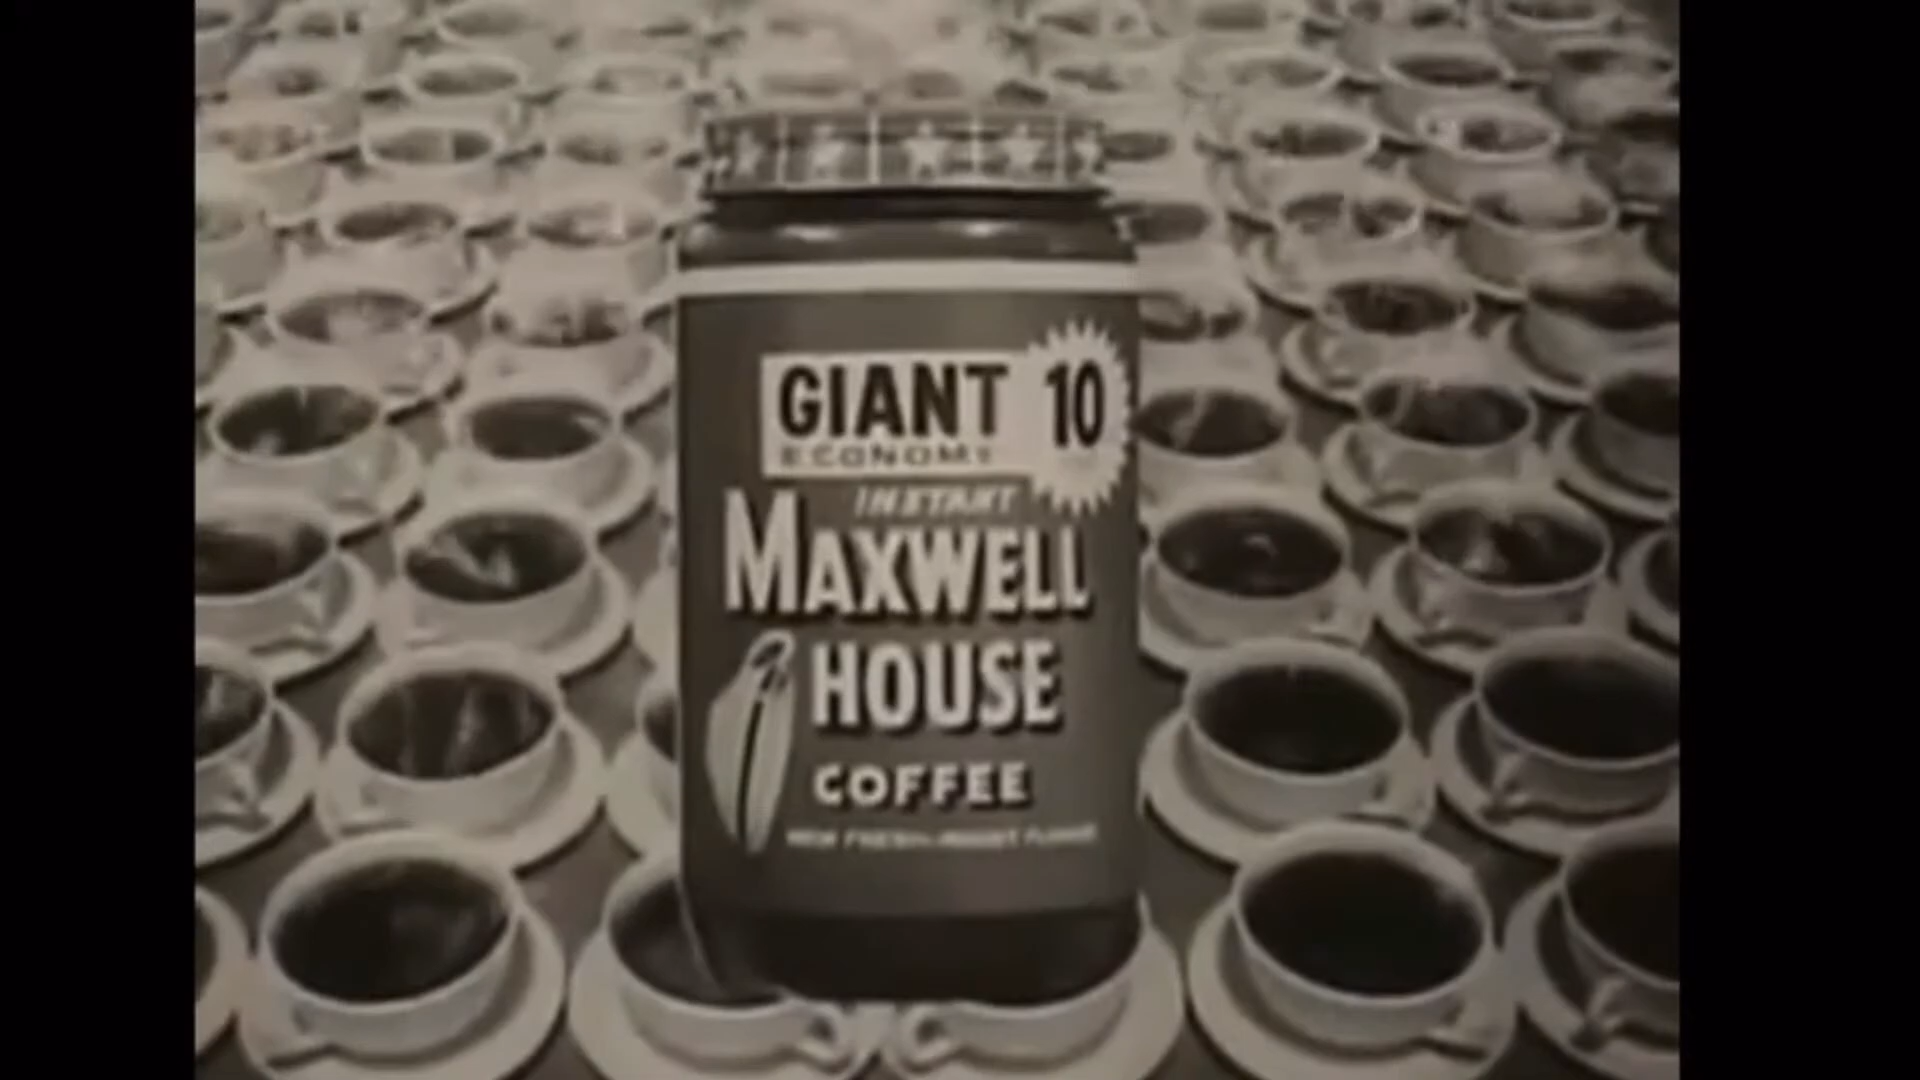 GIANT 10
ECONOMY
INSTANT
MAXWELL
HOUSE
COFFEE